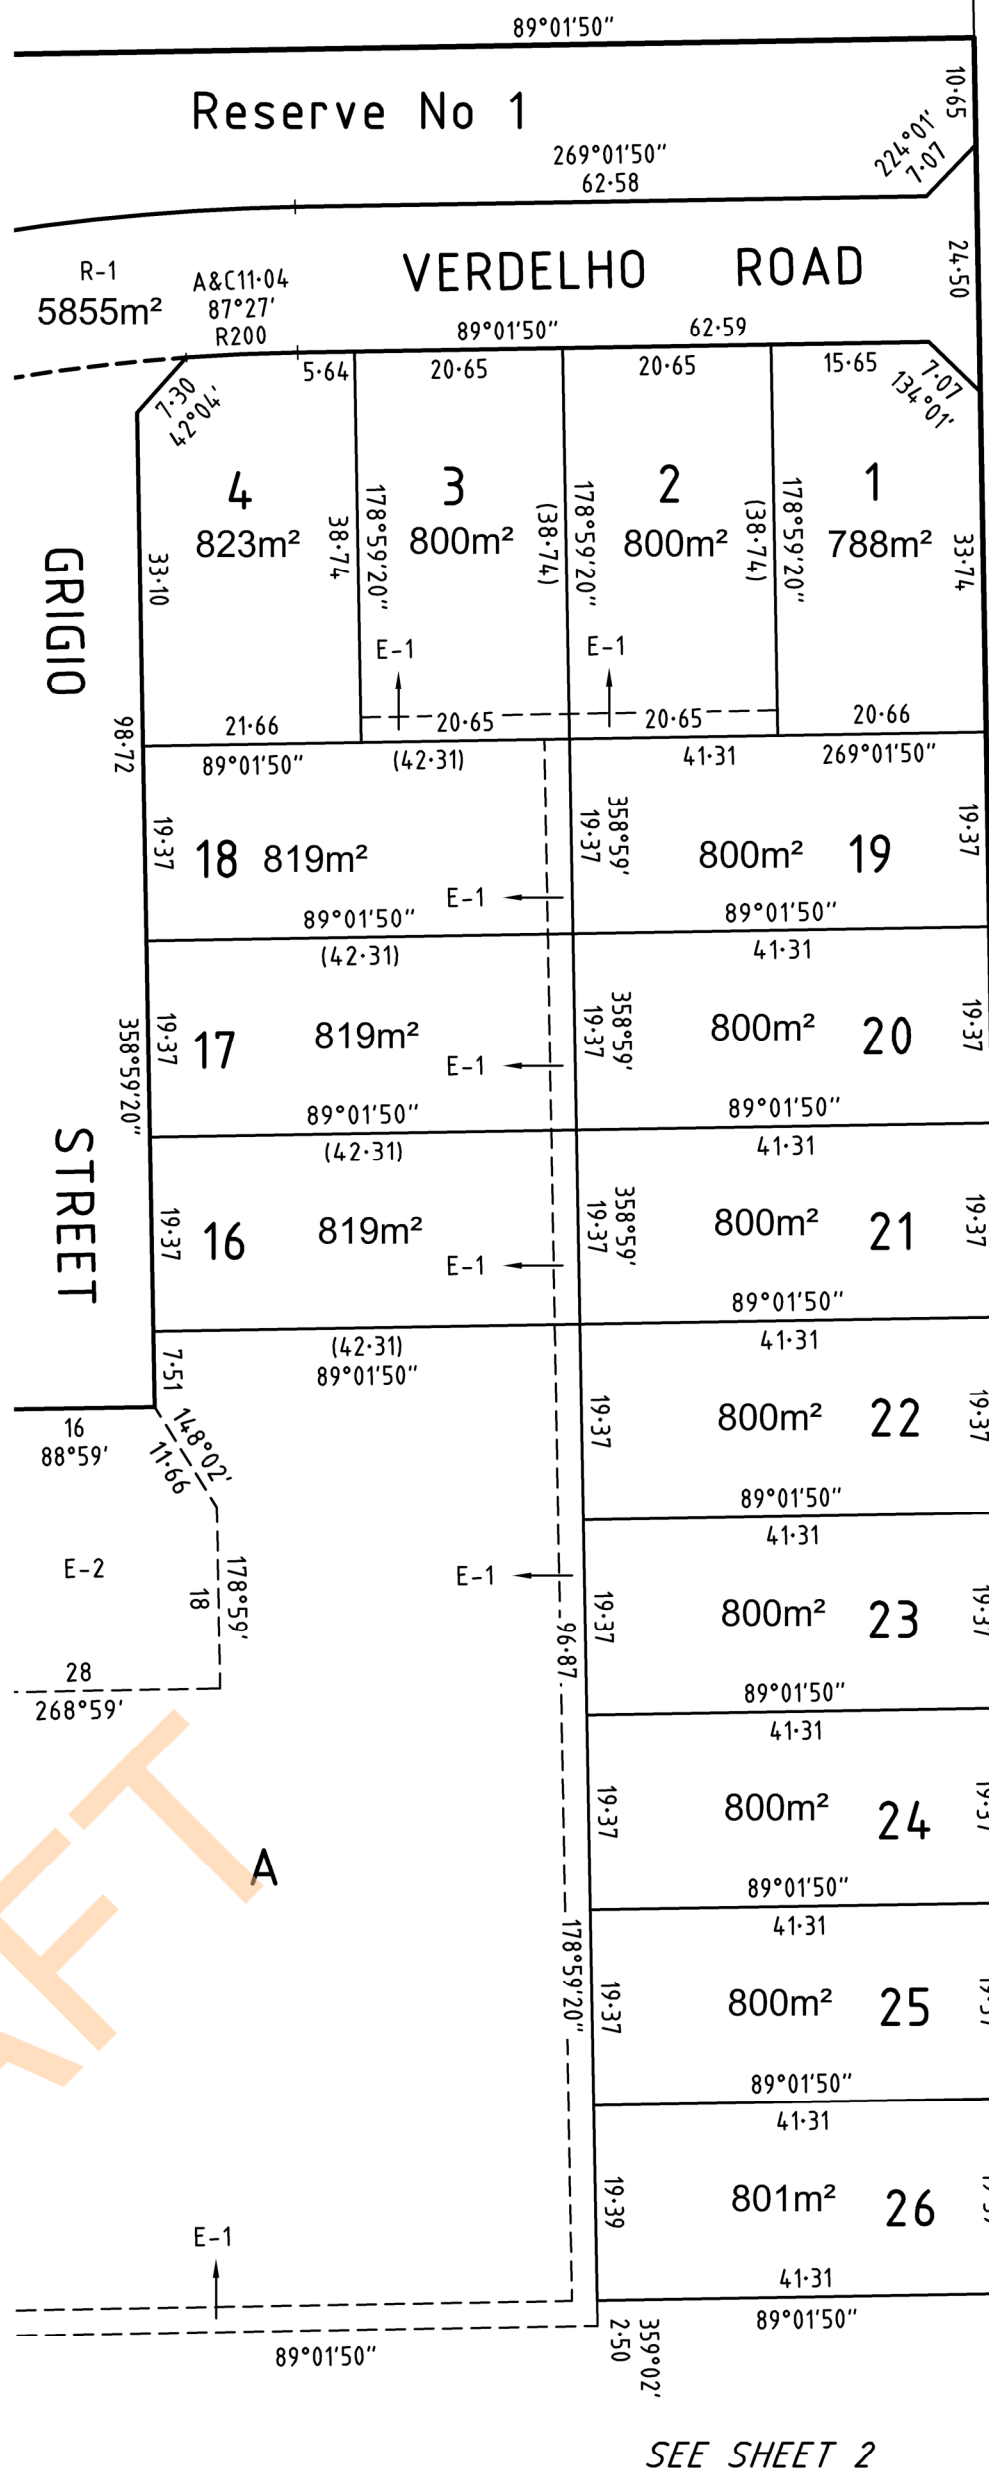 89°01'50"
Reserve No 1
10·65
224°01'
7·07
269°01'50"
62·58
R-1
5855m²
A&C11·04
87°27'
R200
VERDELHO ROAD
24·50
89°01'50"
62·59
5·64
20·65
20·65
15·65
7·07
134°01'
7·30
42°04'
4
823m²
3
800m²
2
800m²
1
788m²
33·10
38·74
178°59'20"
(38·74)
178°59'20"
(38·74)
178°59'20"
33·74
GRIGIO
STREET
E-1
E-1
98·72
358°59'20"
21·66
20·65
20·65
20·66
89°01'50"
(42·31)
41·31
269°01'50"
19·37
18 819m²
358°59'
19·37
800m² 19
19·37
E-1
89°01'50"
(42·31)
89°01'50"
41·31
19·37
17
819m²
358°59'
19·37
800m² 20
19·37
E-1
89°01'50"
(42·31)
89°01'50"
41·31
19·37
16
819m²
358°59'
19·37
800m² 21
19·37
E-1
89°01'50"
41·31
(42·31)
89°01'50"
7·51
16
88°59'
148°02'
11·66
19·37
800m² 22
19·37
89°01'50"
41·31
E-2
178°59'
18
28
268°59'
E-1
96·87
178°59'20"
19·37
800m² 23
19·37
89°01'50"
41·31
A
19·37
800m² 24
19·37
89°01'50"
41·31
19·37
800m² 25
89°01'50"
41·31
19·39
801m² 26
41·31
89°01'50"
E-1
89°01'50"
359°02'
2·50
AFT
SEE SHEET 2